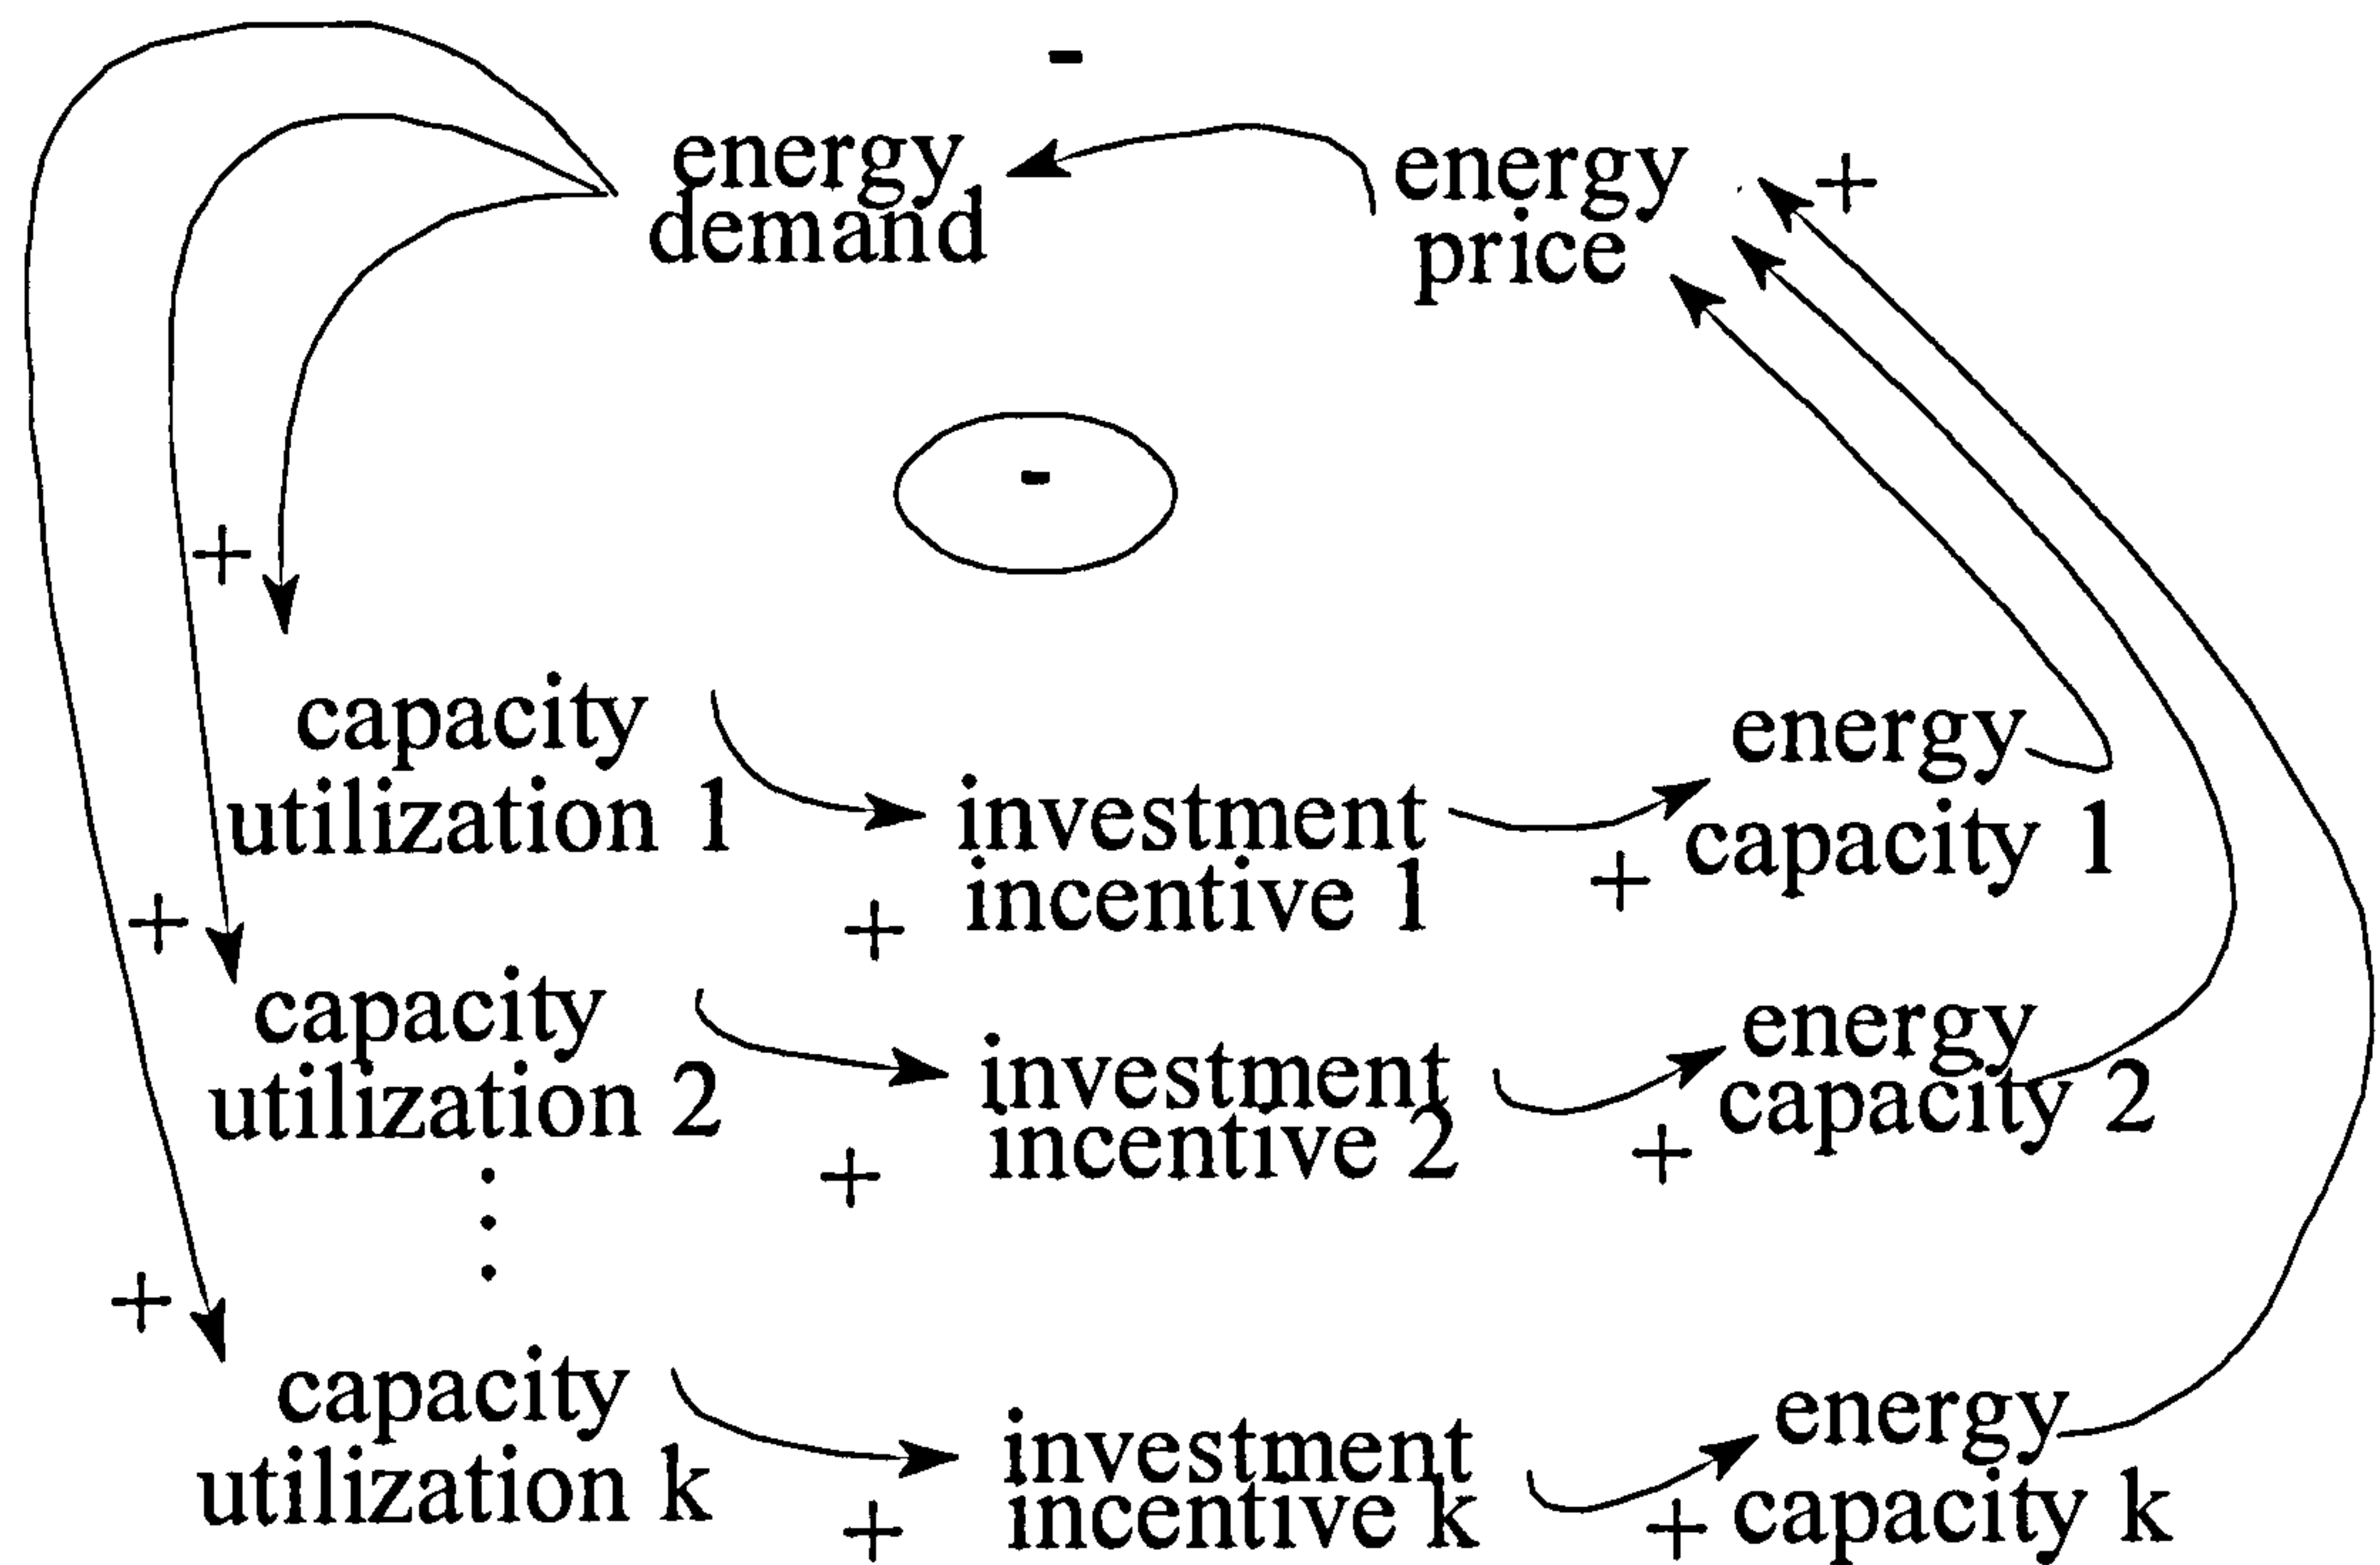 -
energy
demand
energy
price
+
-
+
capacity
utilization 1
investment
incentive 1
energy
capacity 1
+
+
+
capacity
utilization 2
investment
incentive 2
energy
capacity 2
+
+
+
capacity
utilization k
investment
incentive k
energy
capacity k
+
+